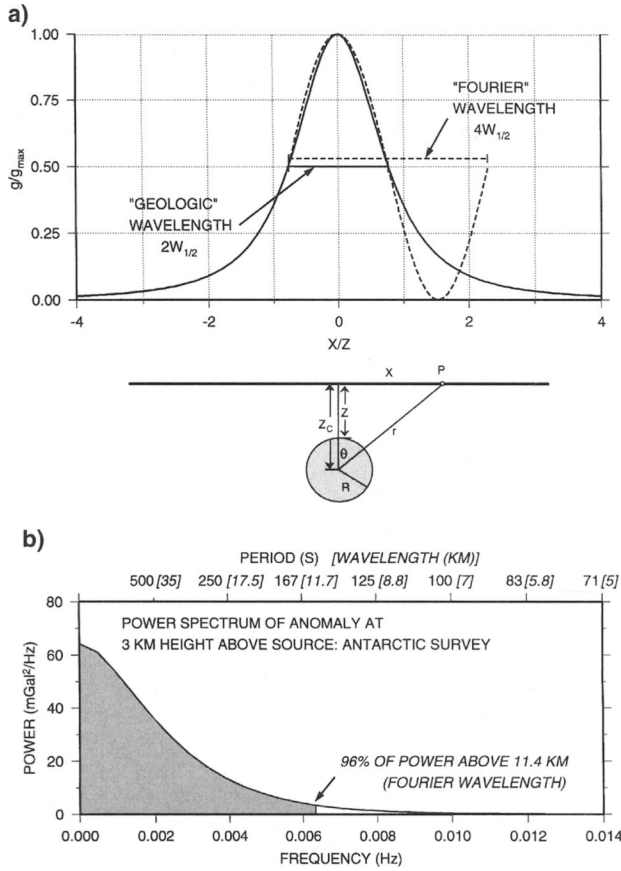 a)
1.00
0.75
0.50
0.25
0.00
g/gmax
"FOURIER"
WAVELENGTH
4W1/2
"GEOLOGIC"
WAVELENGTH
2W1/2
-4 -2 0 2 4
X/Z
X P
ZC Z r
θ
R
b)
PERIOD (S) [WAVELENGTH (KM)]
500 [35] 250 [17.5] 167 [11.7] 125 [8.8] 100 [7] 83 [5.8] 71 [5]
80
60
40
20
0
POWER (mGal²/Hz)
POWER SPECTRUM OF ANOMALY AT
3 KM HEIGHT ABOVE SOURCE: ANTARCTIC SURVEY
96% OF POWER ABOVE 11.4 KM
(FOURIER WAVELENGTH)
0.000 0.002 0.004 0.006 0.008 0.010 0.012 0.014
FREQUENCY (Hz)